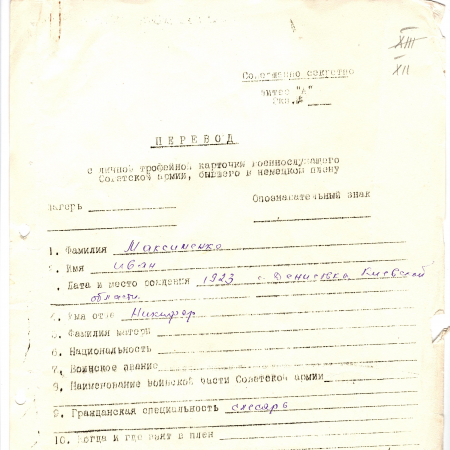 XIII
XII
Совершенно секретно
литер "А"
Экз. №
ПЕРЕВОД
с личной трофейной карточки военнослужащего
Советской армии, бывшего в немецком плену
Лагерь
Опознавательный знак
1. Фамилия Максименко
2. Имя Иван
. Дата и место рождения 1923 с. Денисовка Киевской
области
4. Имя отца Никифор
5. Фамилия матери
6. Национальность
7. Воинское звание
9. Наименование воинской части Советской армии
8. Гражданская специальность слесарь
10. Когда и где взят в плен